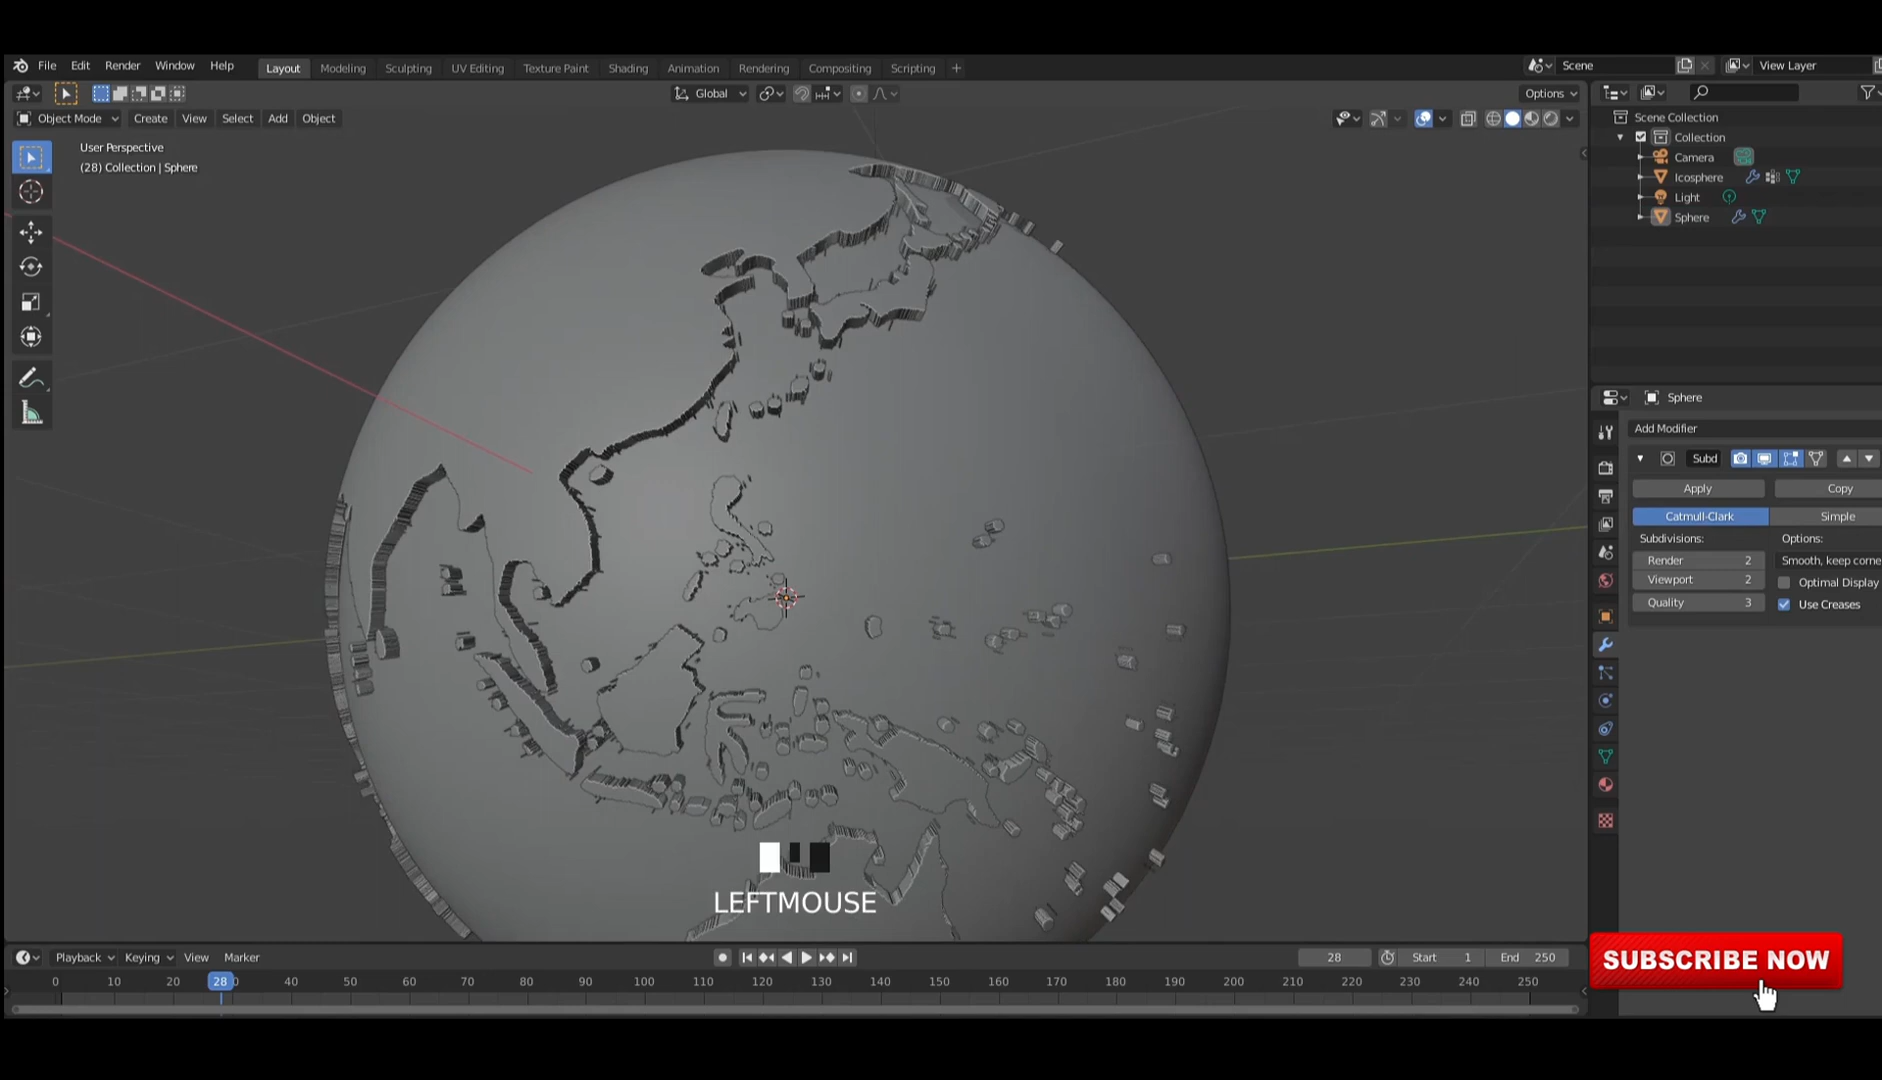 File Edit Render Window Help
Layout Modeling Sculpting UV Editing Texture Paint Shading Animation Rendering Compositing Scripting +
Scene
View Layer
Global
Options
Object Mode Create View Select Add Object
User Perspective
(28) Collection | Sphere
Scene Collection
Collection
Camera
Icosphere
Light
Sphere
Sphere
Add Modifier
Subd
Apply Copy
Catmull-Clark Simple
Subdivisions: Options:
Render 2 Smooth, keep corne
Viewport 2 Optimal Display
Quality 3 Use Creases
LEFTMOUSE
Playback Keying View Marker
28 Start 1 End 250
0 10 20 28 0 40 50 60 70 80 90 100 110 120 130 140 150 160 170 180 190 200 210 220 230 240 250
SUBSCRIBE NOW